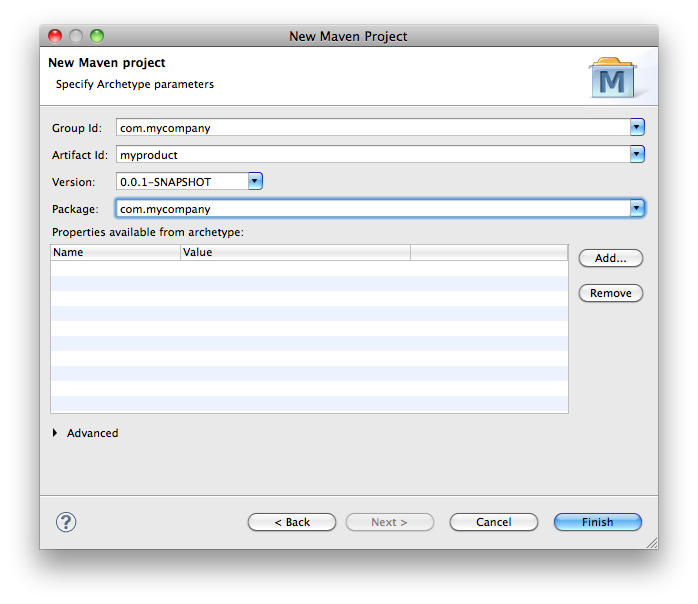 New Maven Project
New Maven project
Specify Archetype parameters
M
Group Id: com.mycompany
Artifact Id: myproduct
Version: 0.0.1-SNAPSHOT
Package: com.mycompany
Properties available from archetype:
Name Value
Add...
Remove
Advanced
? < Back Next > Cancel Finish